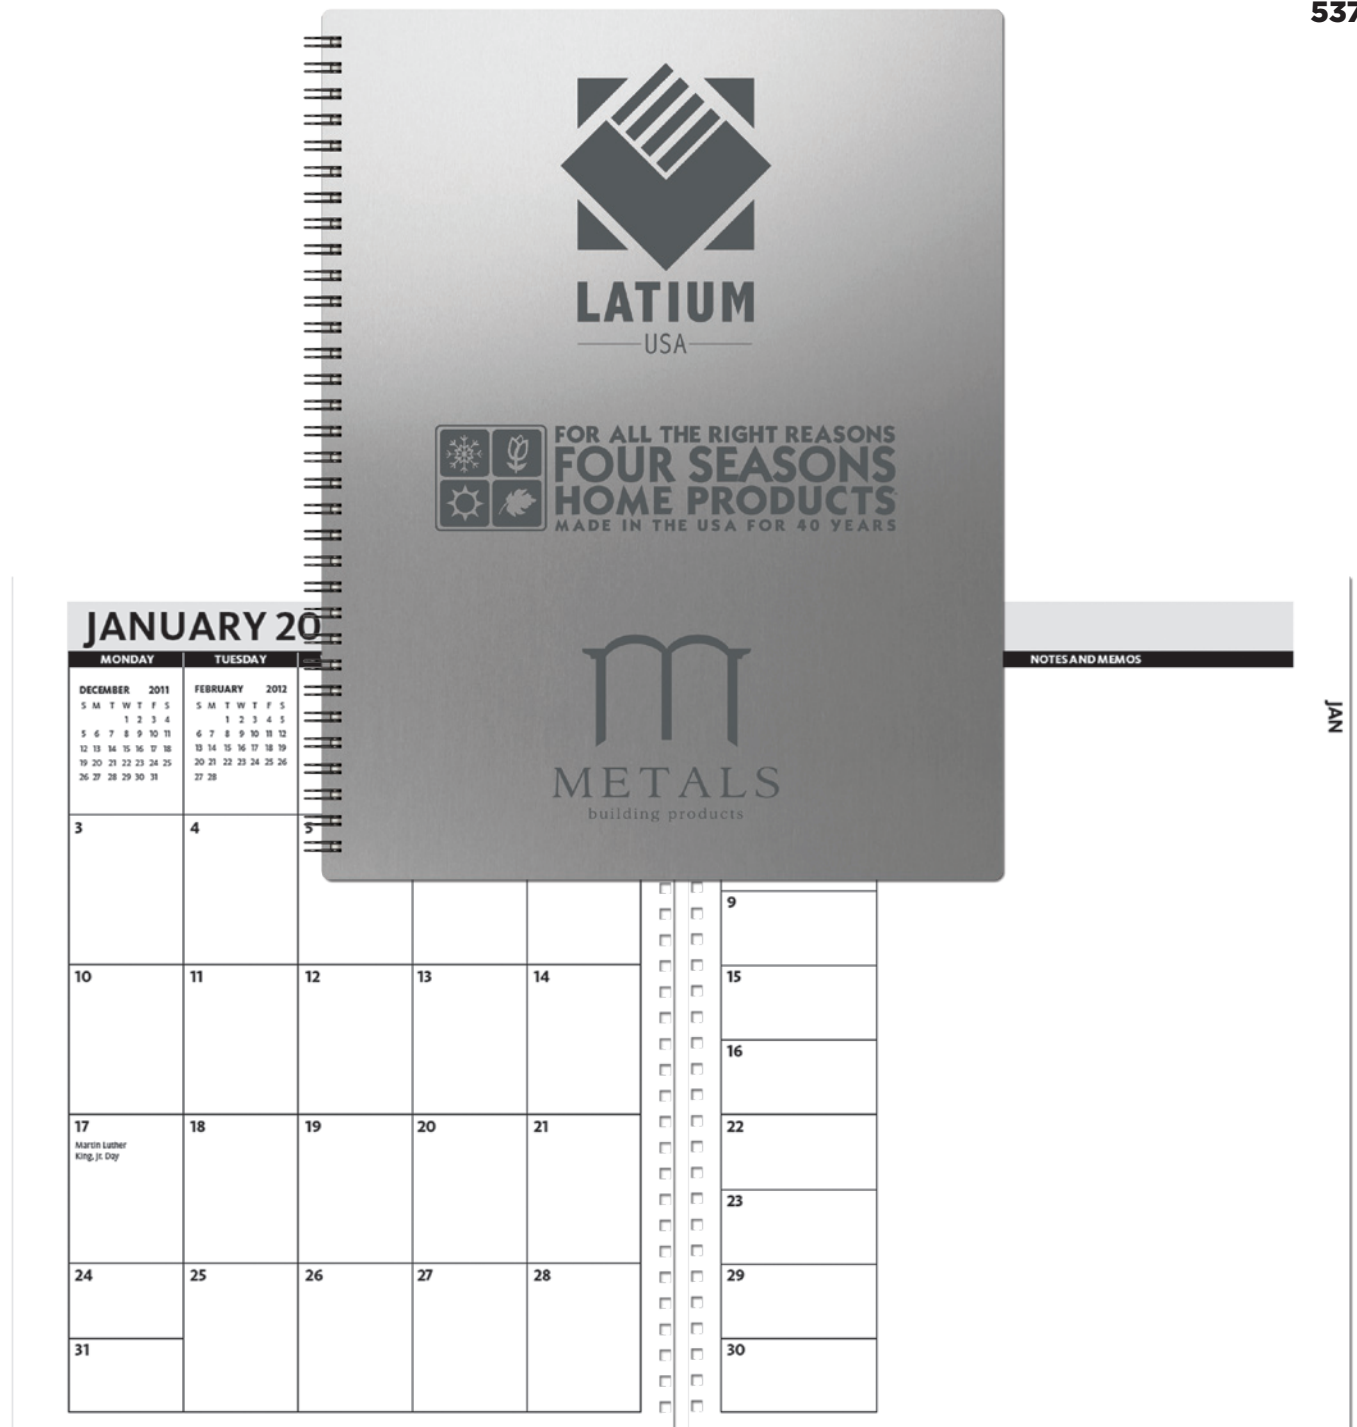 537
LATIUM
USA
FOR ALL THE RIGHT REASONS
FOUR SEASONS
HOME PRODUCTS
MADE IN THE USA FOR 40 YEARS
METALS
building products
JANUARY 20
MONDAY TUESDAY NOTES AND MEMOS
JAN
DECEMBER 2011
S M T W T F S
1 2 3 4
5 6 7 8 9 10 11
12 13 14 15 16 17 18
19 20 21 22 23 24 25
26 27 28 29 30 31
FEBRUARY 2012
S M T W T F S
1 2 3 4 5
6 7 8 9 10 11 12
13 14 15 16 17 18 19
20 21 22 23 24 25 26
27 28
3 4 5
9
10 11 12 13 14 15
16
17 18 19 20 21 22
Martin Luther
King, Jr. Day
23
24 25 26 27 28 29
31 30